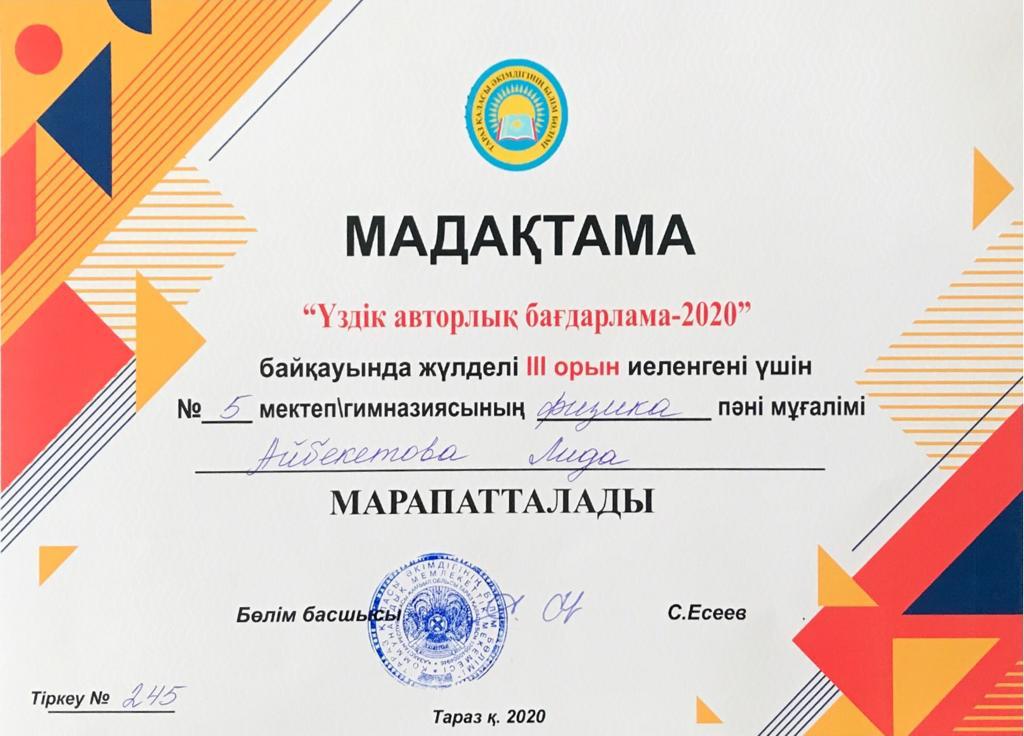 ТАРАЗ ҚАЛАСЫ ӘКІМДІГІНІҢ БІЛІМ БӨЛІМІ
МАДАҚТАМА
“Үздік авторлық бағдарлама-2020”
байқауында жүлделі III орын иеленгені үшін
№ 5 мектеп\гимназиясының физика пәні мұғалімі
Айбекетова Лида
МАРАПАТТАЛАДЫ
Бөлім басшысы С.Есеев
Тіркеу № 245
Тараз қ. 2020